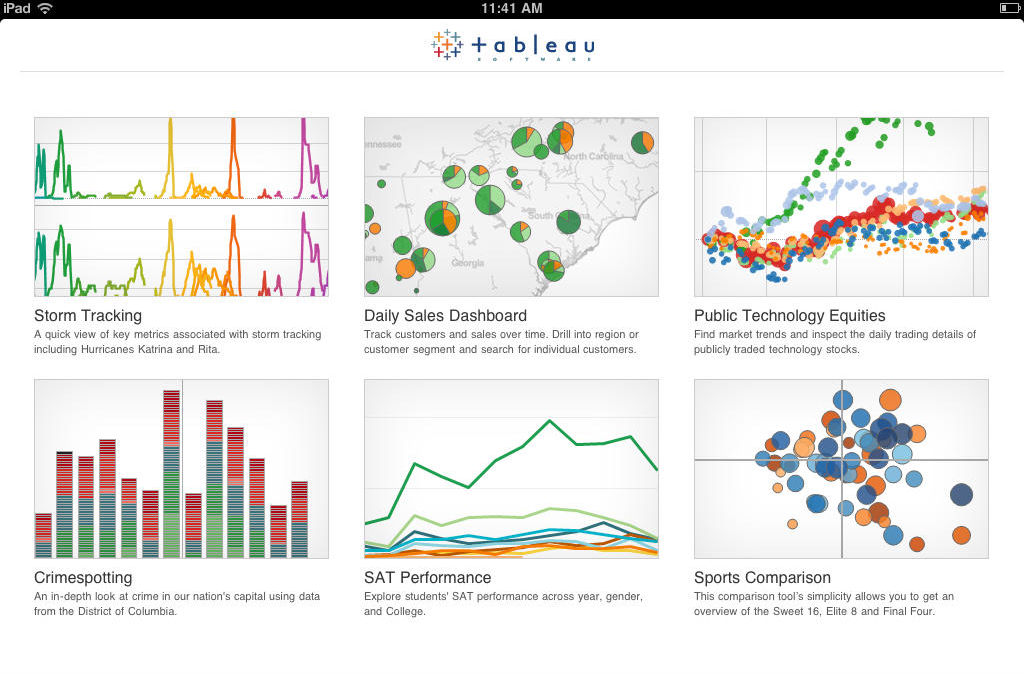 iPad 11:41 AM
+ableau
SOFTWARE
ennessee
North Carolina
South
Georgia
Storm Tracking
A quick view of key metrics associated with storm tracking
including Hurricanes Katrina and Rita.
Daily Sales Dashboard
Track customers and sales over time. Drill into region or
customer segment and search for individual customers.
Public Technology Equities
Find market trends and inspect the daily trading details of
publicly traded technology stocks.
Crimespotting
An in-depth look at crime in our nation's capital using data
from the District of Columbia.
SAT Performance
Explore students' SAT performance across year, gender,
and College.
Sports Comparison
This comparison tool's simplicity allows you to get an
overview of the Sweet 16, Elite 8 and Final Four.